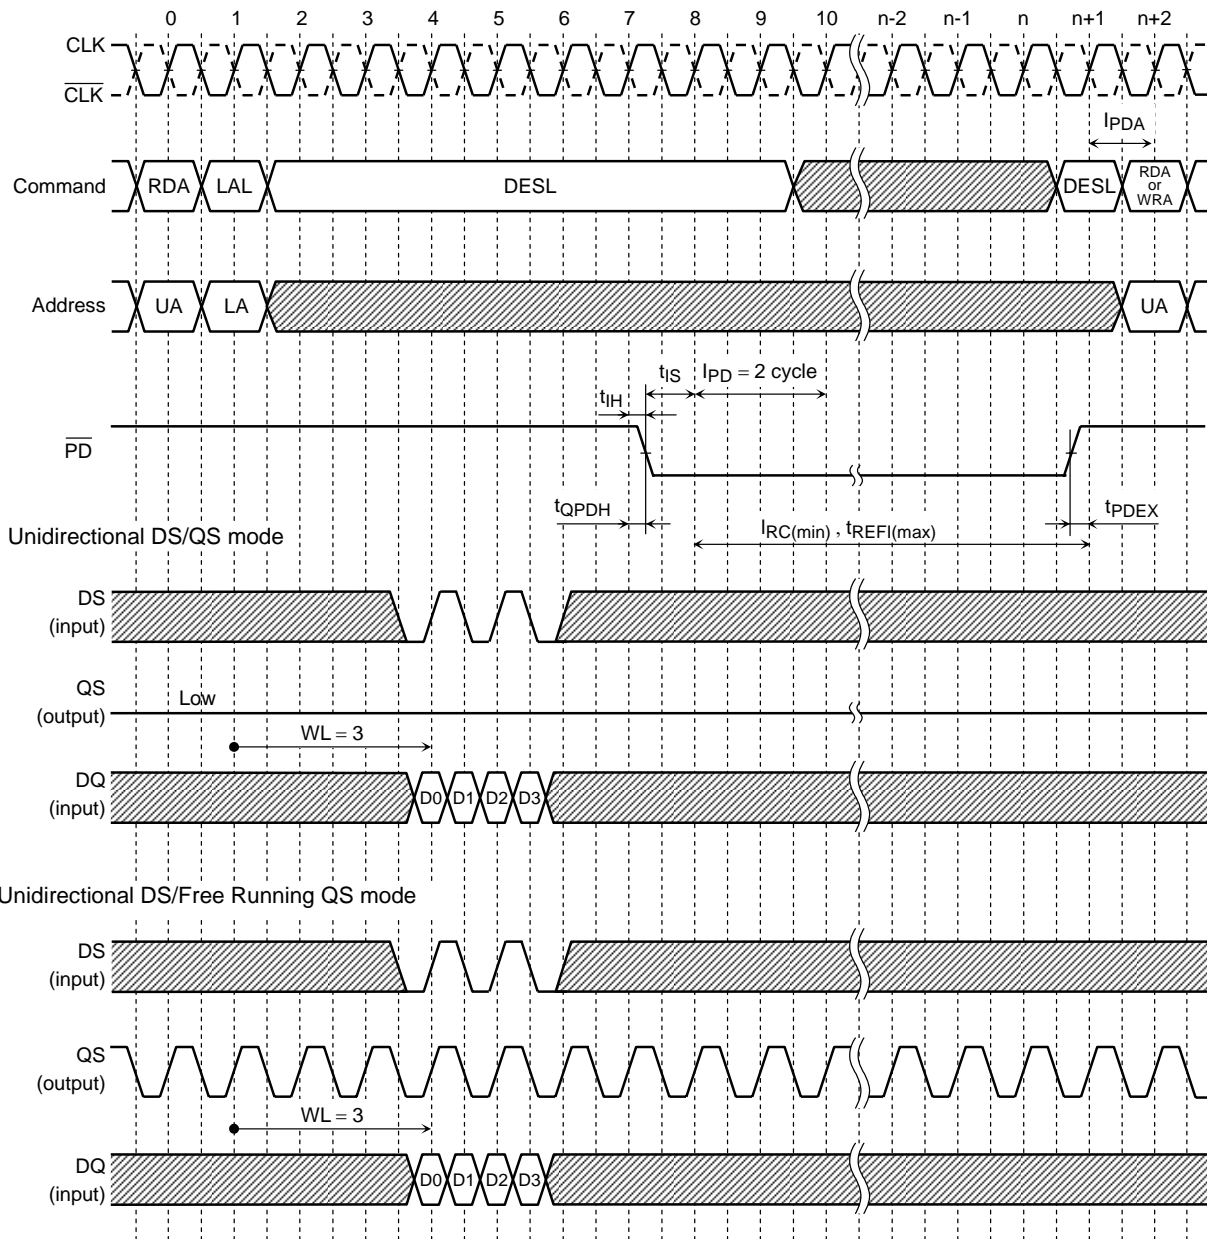 0 1 2 3 4 5 6 7 8 9 10 n-2 n-1 n n+1 n+2
CLK
CLK
IPDA
Command RDA LAL DESL DESL RDA or WRA
Address UA LA UA
tIS IPD = 2 cycle
tIH
PD
tQPDH tPDEX
IRC(min) , tREFI(max)
Unidirectional DS/QS mode
DS
(input)
QS
Low
(output)
WL = 3
DQ
D0 D1 D2 D3
(input)
Unidirectional DS/Free Running QS mode
DS
(input)
QS
(output)
WL = 3
DQ
D0 D1 D2 D3
(input)